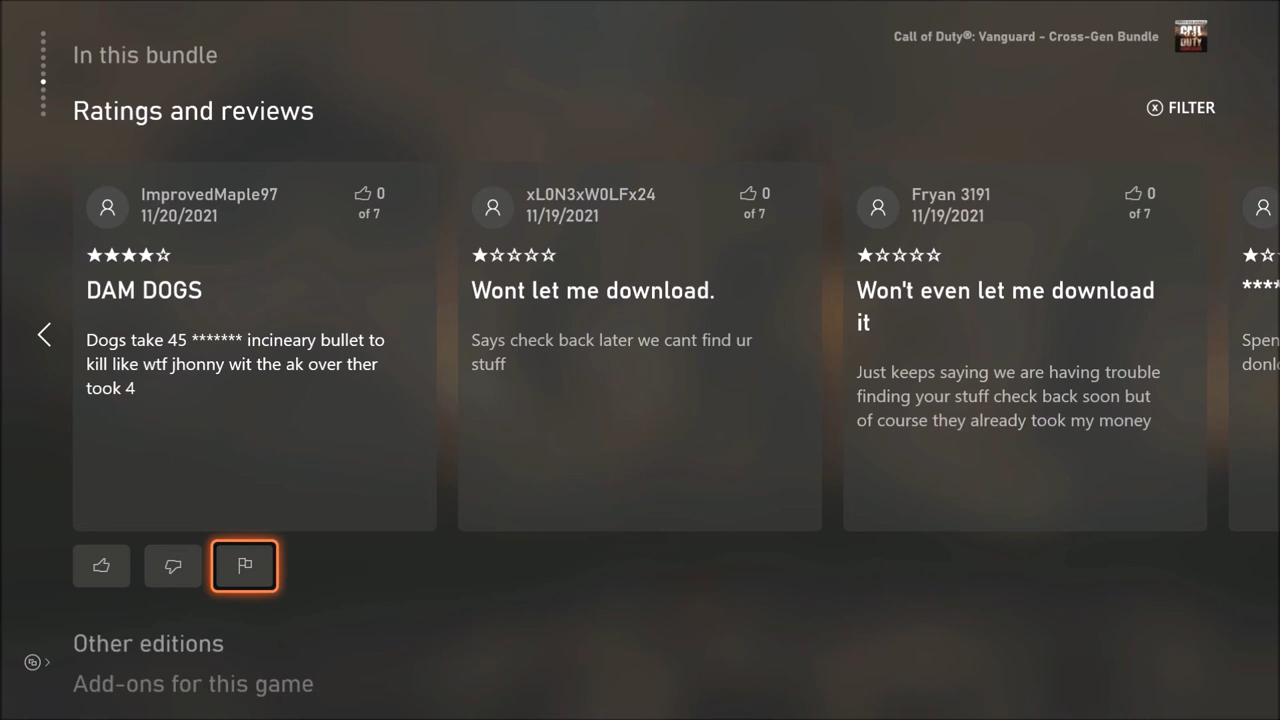 In this bundle
Call of Duty®: Vanguard - Cross-Gen Bundle
CALL
DUTY
Ratings and reviews
X FILTER
ImprovedMaple97
0
11/20/2021
of 7
DAM DOGS
Dogs take 45 ******* incineary bullet to
kill like wtf jhonny wit the ak over ther
took 4
xL0N3xW0LFx24
0
11/19/2021
of 7
Wont let me download.
Says check back later we cant find ur
stuff
Fryan 3191
0
11/19/2021
of 7
Won't even let me download
it
Just keeps saying we are having trouble
finding your stuff check back soon but
of course they already took my money
****
Spen
donlo
Other editions
Add-ons for this game